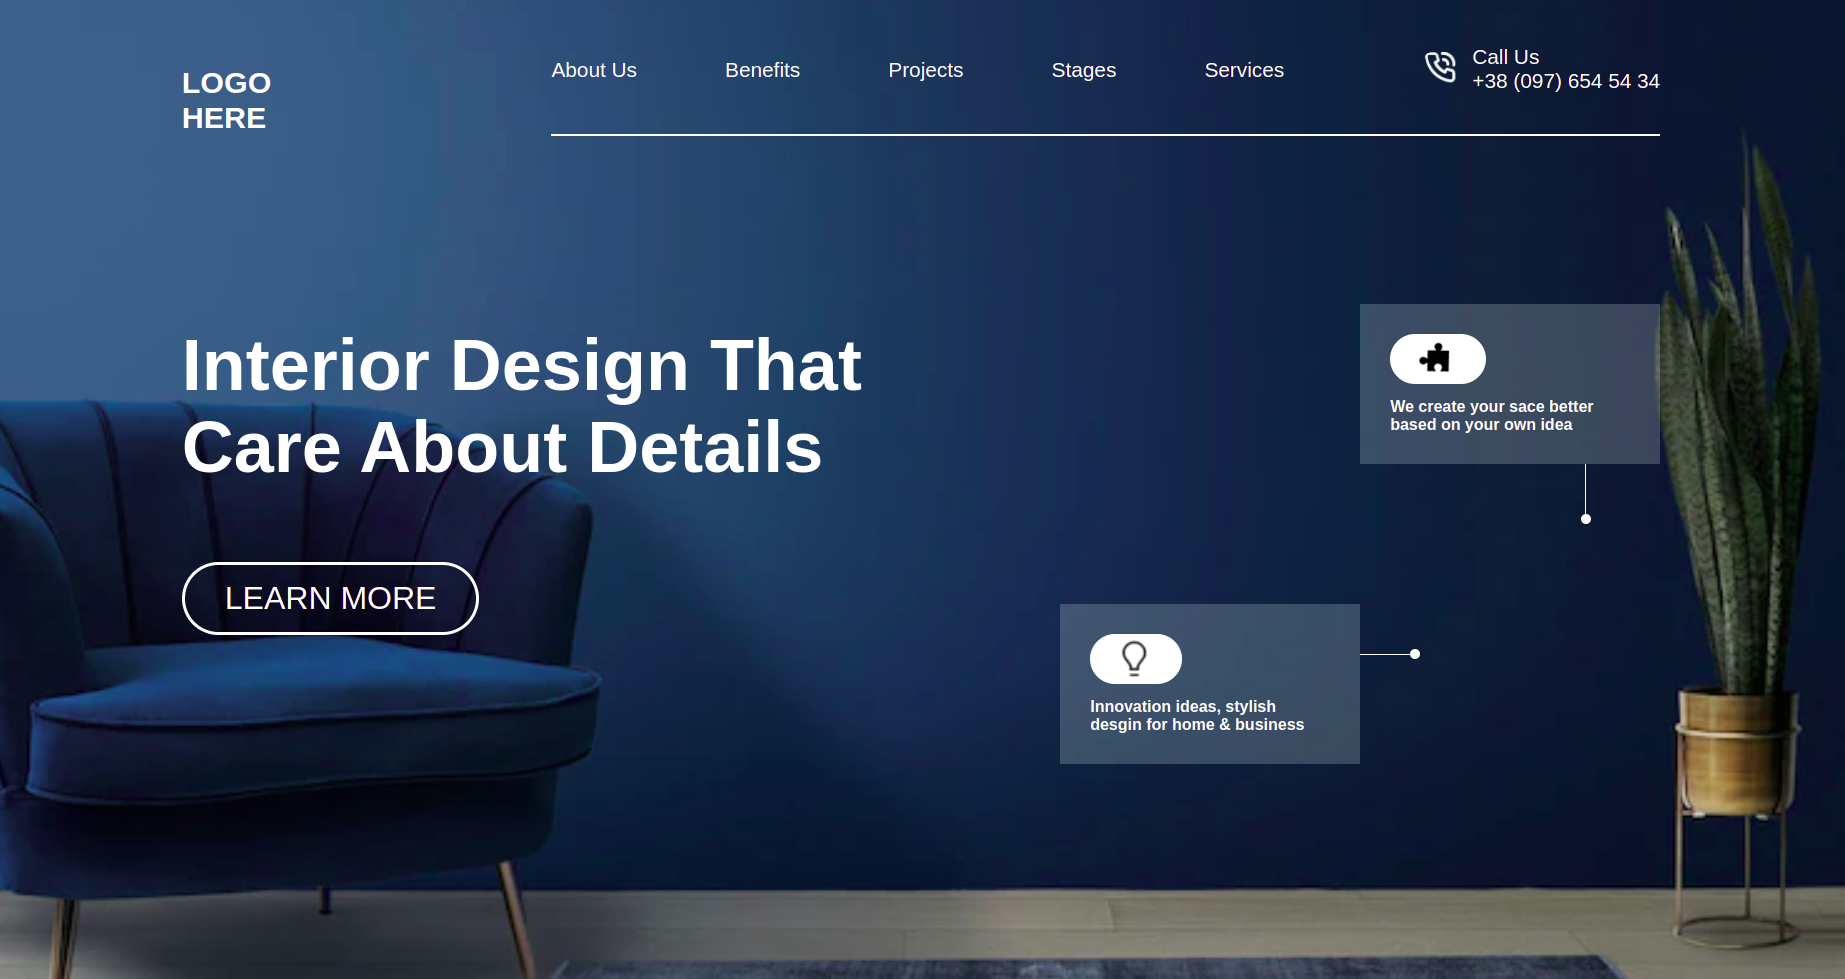 LOGO
HERE
About Us
Benefits
Projects
Stages
Services
Call Us
+38 (097) 654 54 34
Interior Design That
Care About Details
LEARN MORE
We create your sace better
based on your own idea
Innovation ideas, stylish
desgin for home & business